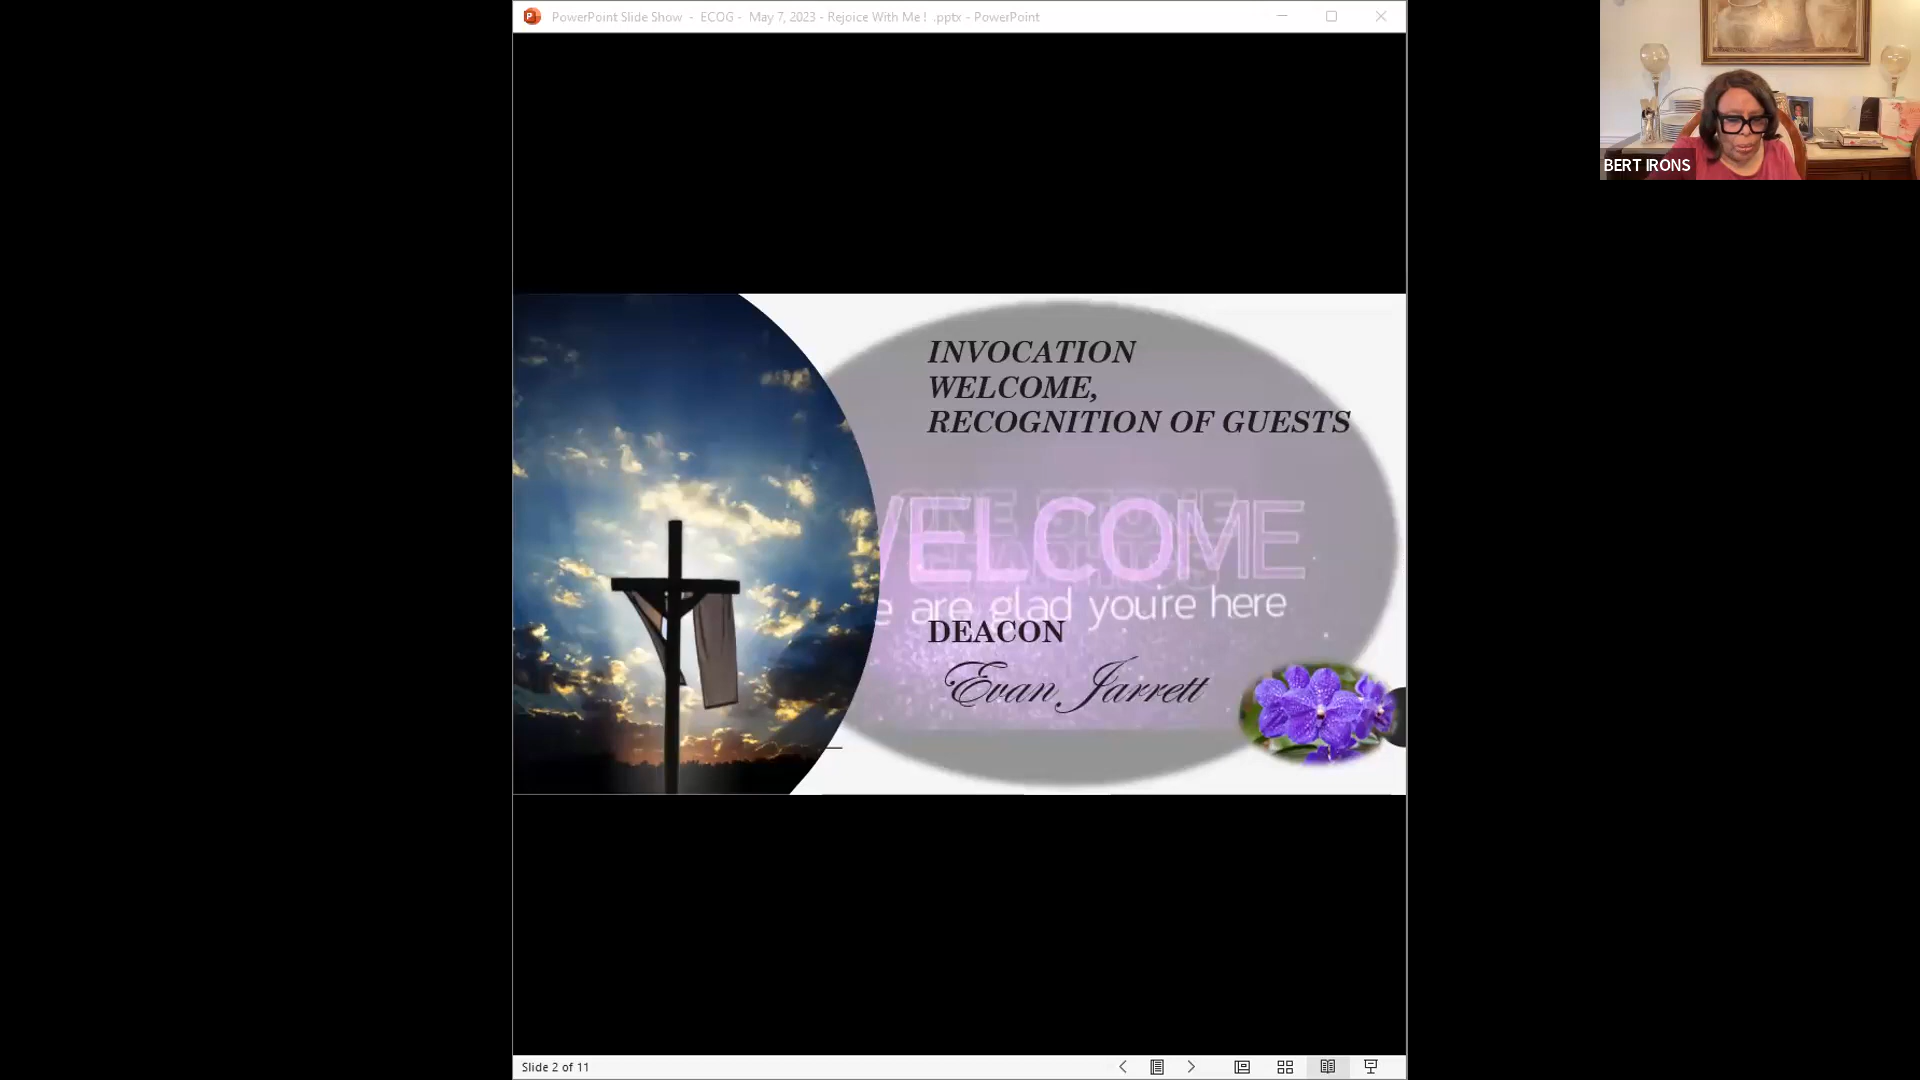 PowerPoint Slide Show - ECOG - May 7, 2023 - Rejoice With Me ! .pptx - PowerPoint
BERT IRONS
INVOCATION
WELCOME,
RECOGNITION OF GUESTS
WELCOME
e are glad you're here
DEACON
Evan Jarrett
Slide 2 of 11